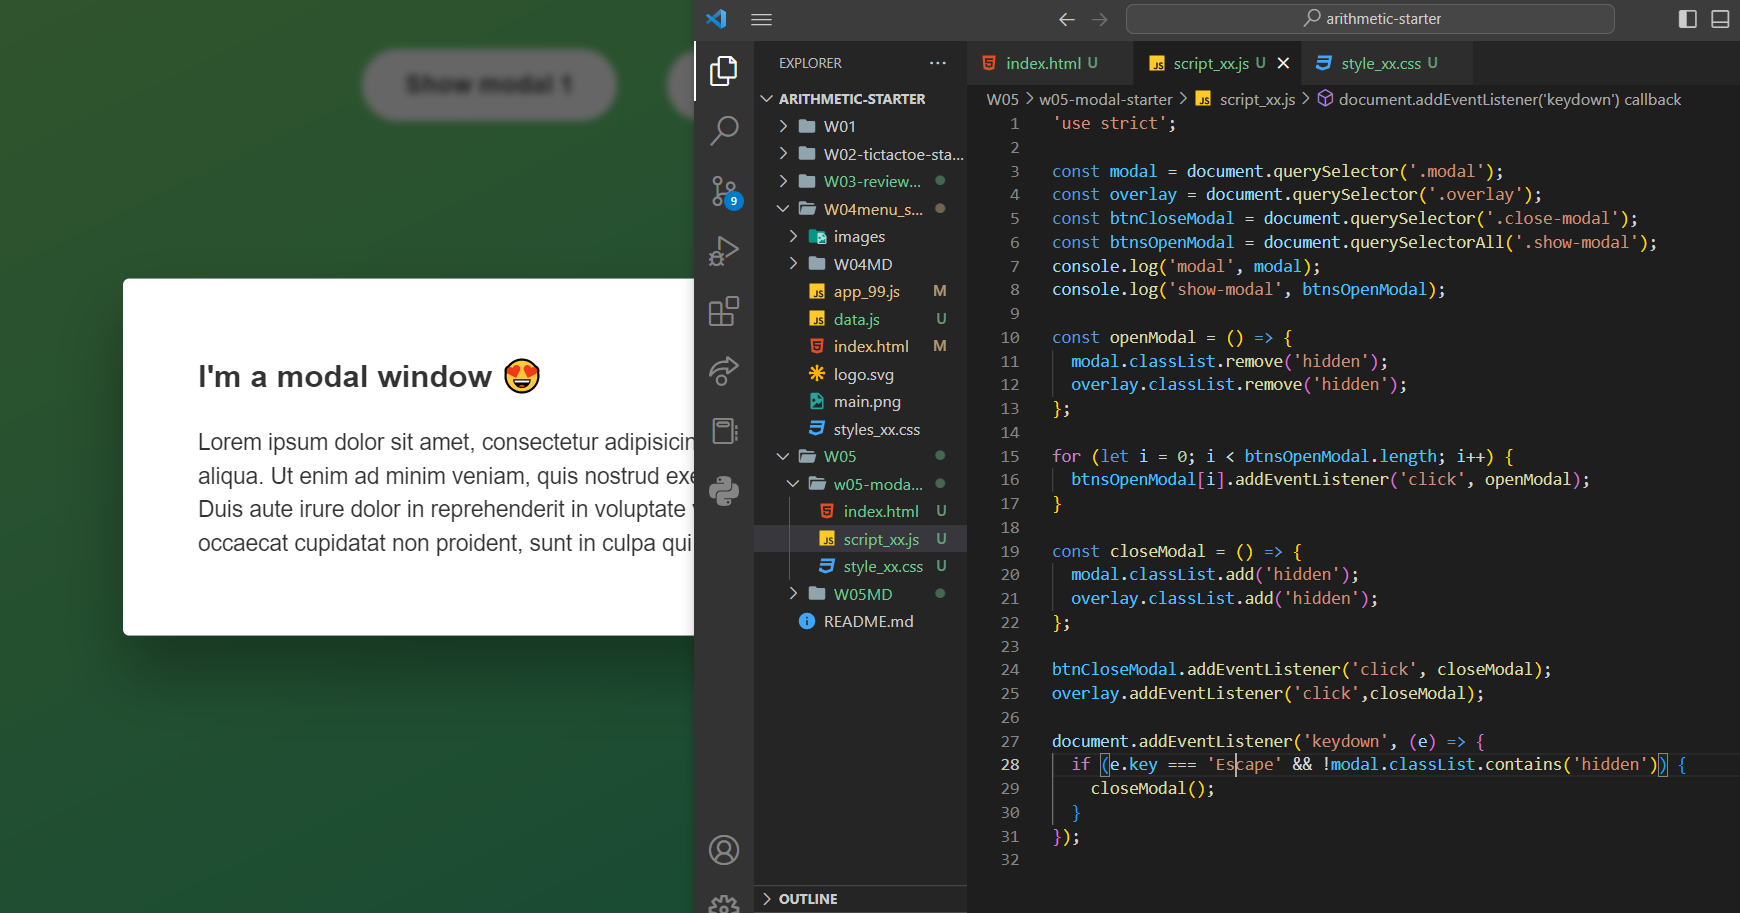 Show modal 1
I'm a modal window 😍
Lorem ipsum dolor sit amet, consectetur adipisicin
aliqua. Ut enim ad minim veniam, quis nostrud exe
Duis aute irure dolor in reprehenderit in voluptate
occaecat cupidatat non proident, sunt in culpa qui
arithmetic-starter
9
EXPLORER
ARITHMETIC-STARTER
W01
W02-tictactoe-sta...
W03-review...
W04menu_s...
images
W04MD
app_99.js M
data.js U
index.html M
logo.svg
main.png
styles_xx.css
W05
w05-moda...
index.html U
script_xx.js U
style_xx.css U
W05MD
README.md
OUTLINE
index.html U
script_xx.js U
style_xx.css U
W05 > w05-modal-starter > script_xx.js > document.addEventListener('keydown') callback
1 'use strict';
2
3 const modal = document.querySelector('.modal');
4 const overlay = document.querySelector('.overlay');
5 const btnCloseModal = document.querySelector('.close-modal');
6 const btnsOpenModal = document.querySelectorAll('.show-modal');
7 console.log('modal', modal);
8 console.log('show-modal', btnsOpenModal);
9
10 const openModal = () => {
11 modal.classList.remove('hidden');
12 overlay.classList.remove('hidden');
13 };
14
15 for (let i = 0; i < btnsOpenModal.length; i++) {
16 btnsOpenModal[i].addEventListener('click', openModal);
17 }
18
19 const closeModal = () => {
20 modal.classList.add('hidden');
21 overlay.classList.add('hidden');
22 };
23
24 btnCloseModal.addEventListener('click', closeModal);
25 overlay.addEventListener('click',closeModal);
26
27 document.addEventListener('keydown', (e) => {
28 if (e.key === 'Escape' && !modal.classList.contains('hidden')) {
29 closeModal();
30 }
31 });
32